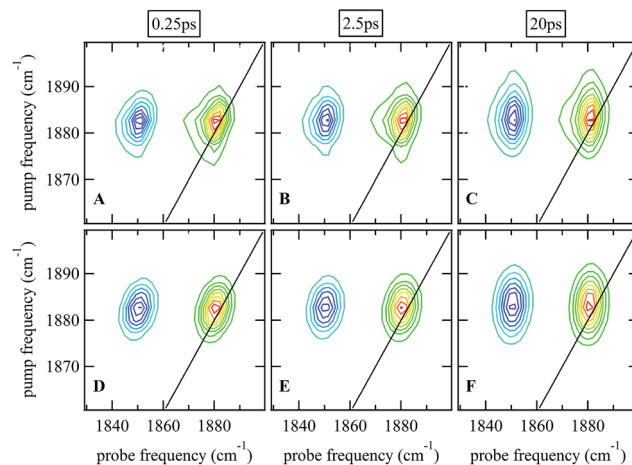 0.25ps 2.5ps 20ps
pump frequency (cm⁻¹)
1890
1880
1870
A B C
pump frequency (cm⁻¹)
1890
1880
1870
D E F
1840 1860 1880 1840 1860 1880 1840 1860 1880
probe frequency (cm⁻¹) probe frequency (cm⁻¹) probe frequency (cm⁻¹)